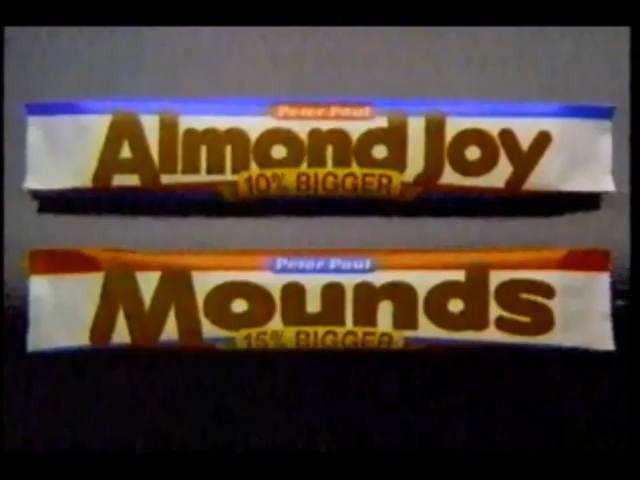 Peter Paul
Almond Joy
10% BIGGER
Peter Paul
Mounds
15% BIGGER